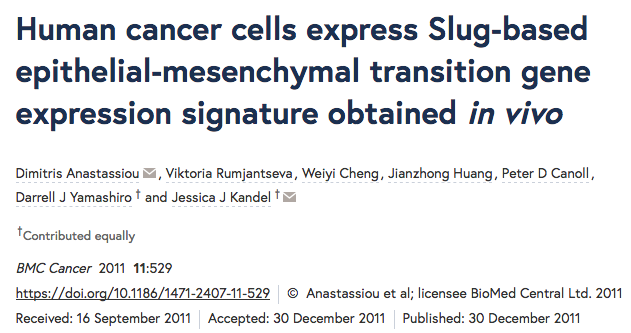 Human cancer cells express Slug-based
epithelial-mesenchymal transition gene
expression signature obtained in vivo
Dimitris Anastassiou, Viktoria Rumjantseva, Weiyi Cheng, Jianzhong Huang, Peter D Canoll,
Darrell J Yamashiro † and Jessica J Kandel †
†Contributed equally
BMC Cancer 2011 11:529
https://doi.org/10.1186/1471-2407-11-529 | © Anastassiou et al; licensee BioMed Central Ltd. 2011
Received: 16 September 2011 | Accepted: 30 December 2011 | Published: 30 December 2011